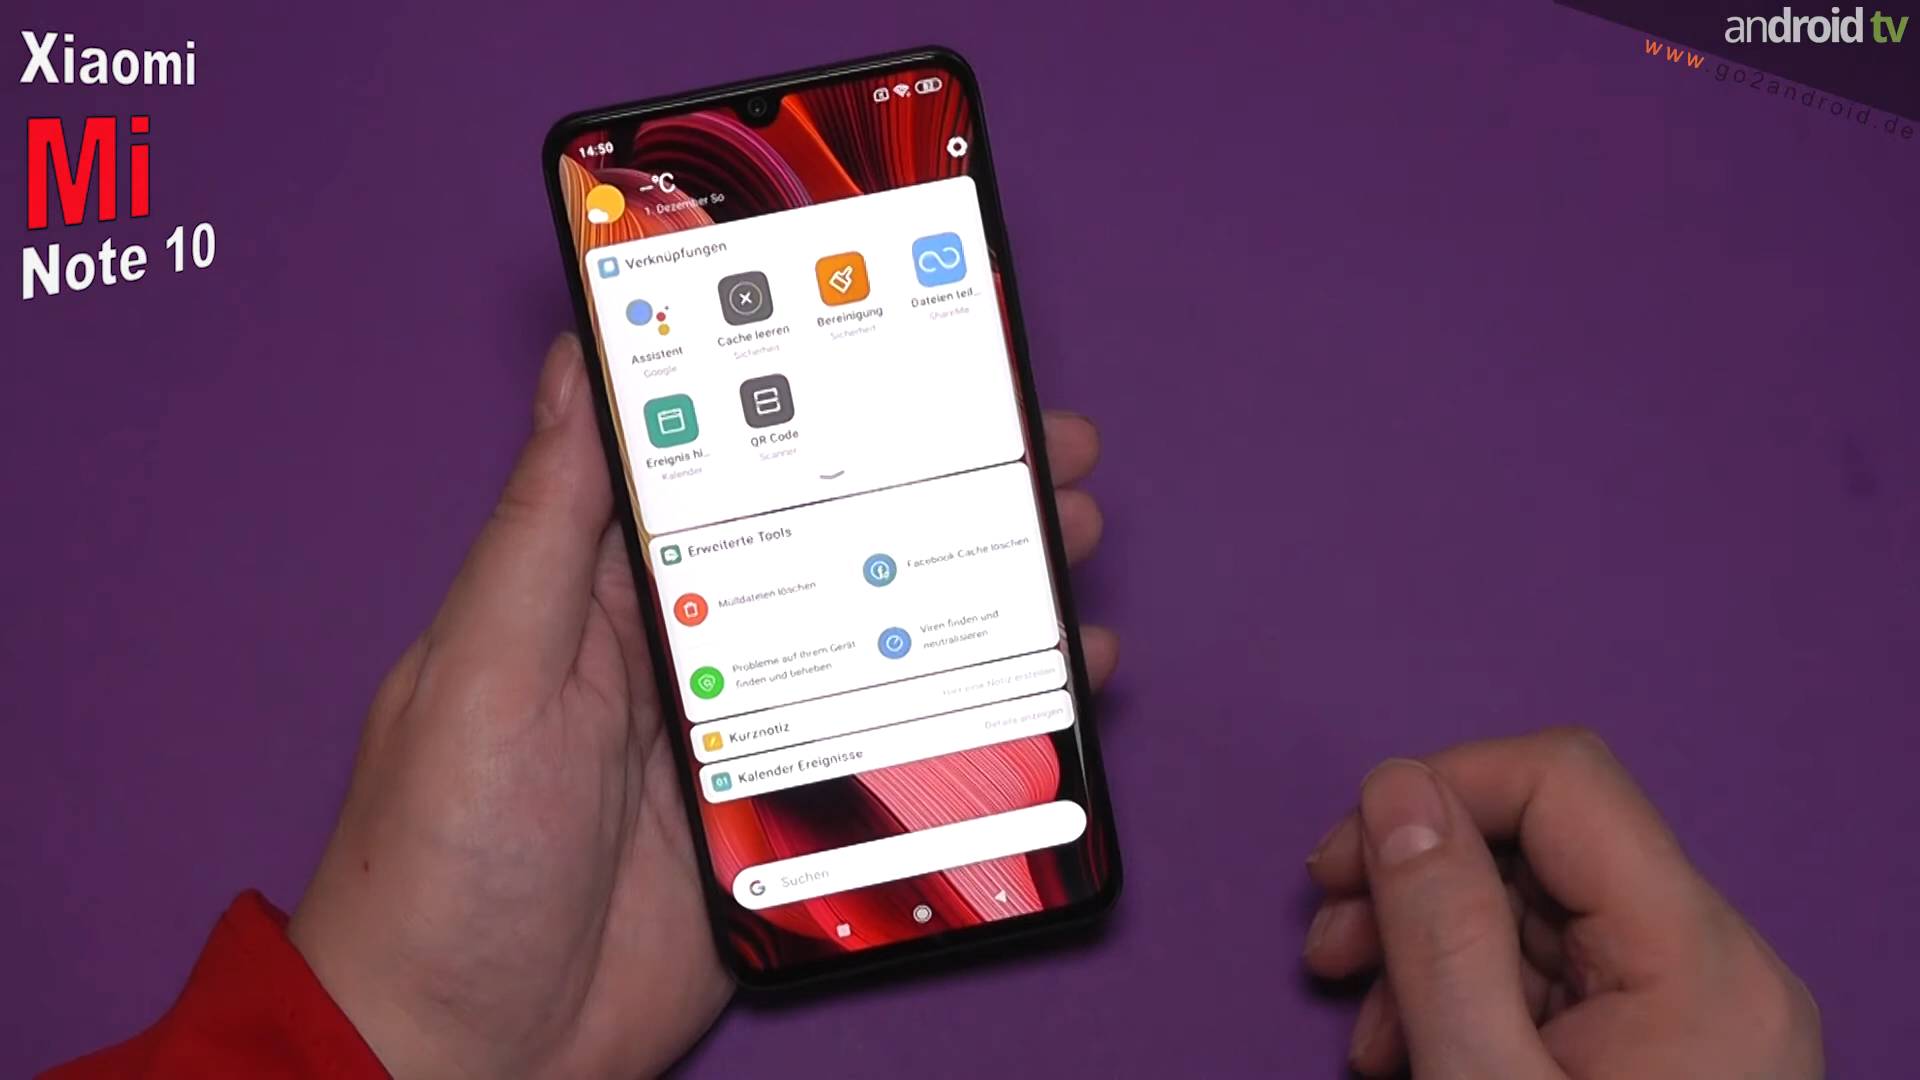 Xiaomi
Mi
Note 10
android tv
www.go2android.de
14:50
–°C
1. Dezember So
Verknüpfungen
Assistent
Google
Cache leeren
Sicherheit
Bereinigung
Sicherheit
Dateien teil...
ShareMe
Ereignis hi...
Kalender
QR Code
Scanner
Erweiterte Tools
Mülldateien löschen
Facebook Cache löschen
Probleme auf Ihrem Gerät
finden und beheben
Viren finden und
neutralisieren
Kurznotiz
Hier eine Notiz erstellen
01
Kalender Ereignisse
Details anzeigen
G
Suchen